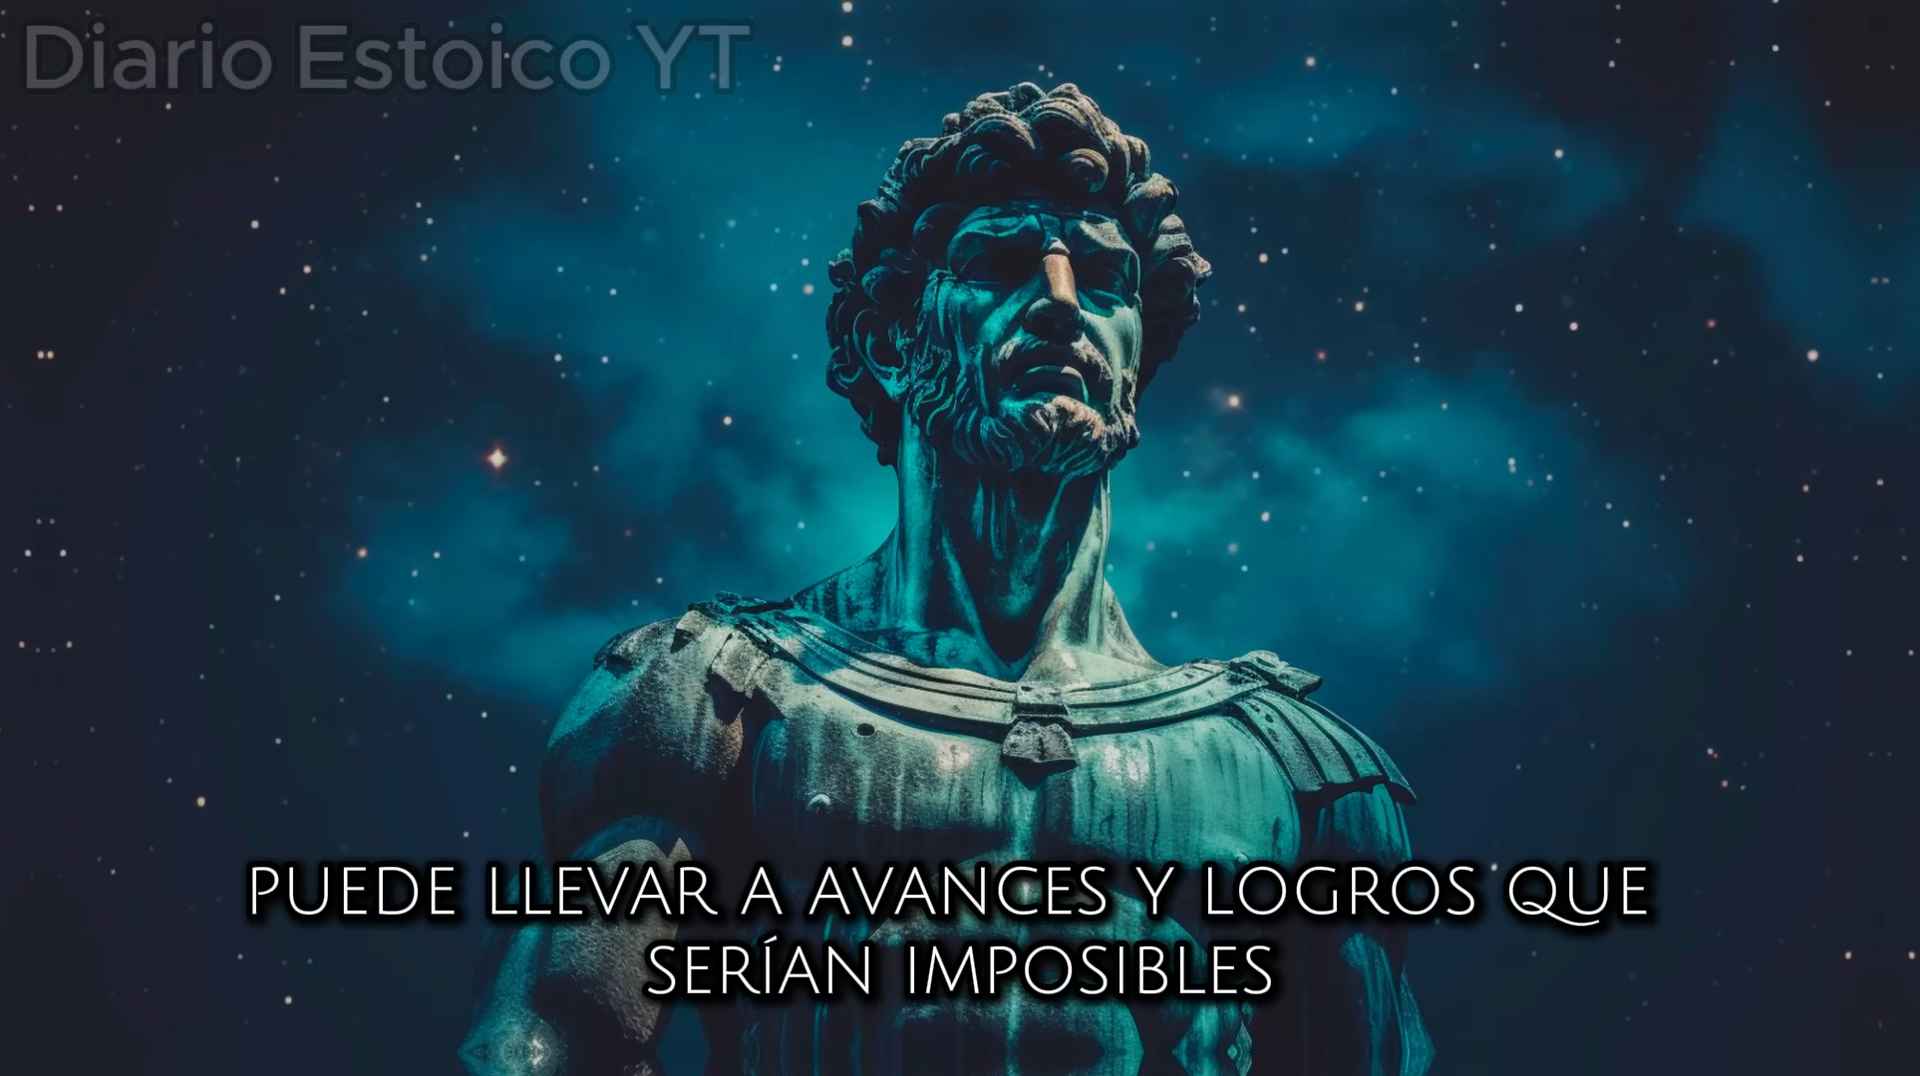 Diario Estoico YT
PUEDE LLEVAR A AVANCES Y LOGROS QUE
SERÍAN IMPOSIBLES